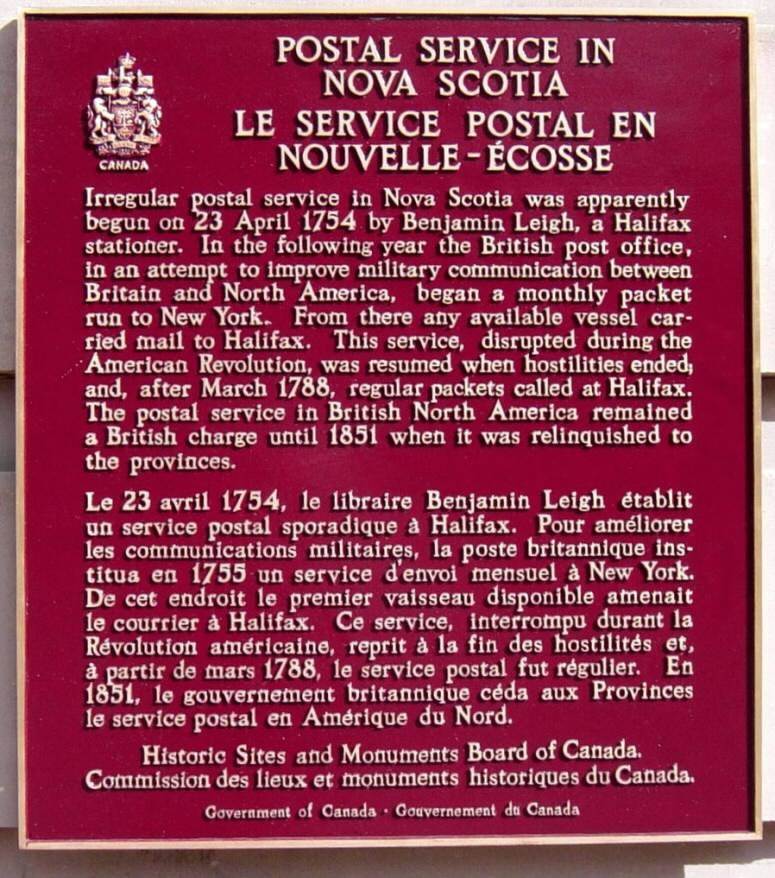 POSTAL SERVICE IN
NOVA SCOTIA
LE SERVICE POSTAL EN
NOUVELLE-ÉCOSSE
CANADA
Irregular postal service in Nova Scotia was apparently
begun on 23 April 1754 by Benjamin Leigh, a Halifax
stationer. In the following year the British post office,
in an attempt to improve military communication between
Britain and North America, began a monthly packet
run to New York. From there any available vessel car-
ried mail to Halifax. This service, disrupted during the
American Revolution, was resumed when hostilities ended;
and, after March 1788, regular packets called at Halifax.
The postal service in British North America remained
a British charge until 1851 when it was relinquished to
the provinces.
Le 23 avril 1754, le libraire Benjamin Leigh établit
un service postal sporadique à Halifax. Pour améliorer
les communications militaires, la poste britannique ins-
titua en 1755 un service d'envoi mensuel à New York.
De cet endroit le premier vaisseau disponible amenait
le courrier à Halifax. Ce service, interrompu durant la
Révolution américaine, reprit à la fin des hostilités et,
à partir de mars 1788, le service postal fut régulier. En
1851, le gouvernement britannique céda aux Provinces
le service postal en Amérique du Nord.
Historic Sites and Monuments Board of Canada.
Commission des lieux et monuments historiques du Canada.
Government of Canada · Gouvernement du Canada